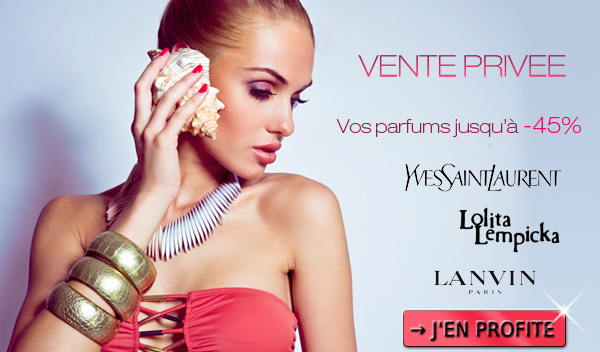 VENTE PRIVEE
Vos parfums jusqu'à -45%
YVESSAINTLAURENT
Lolita
Lempicka
LANVIN
PARIS
→ J'EN PROFITE